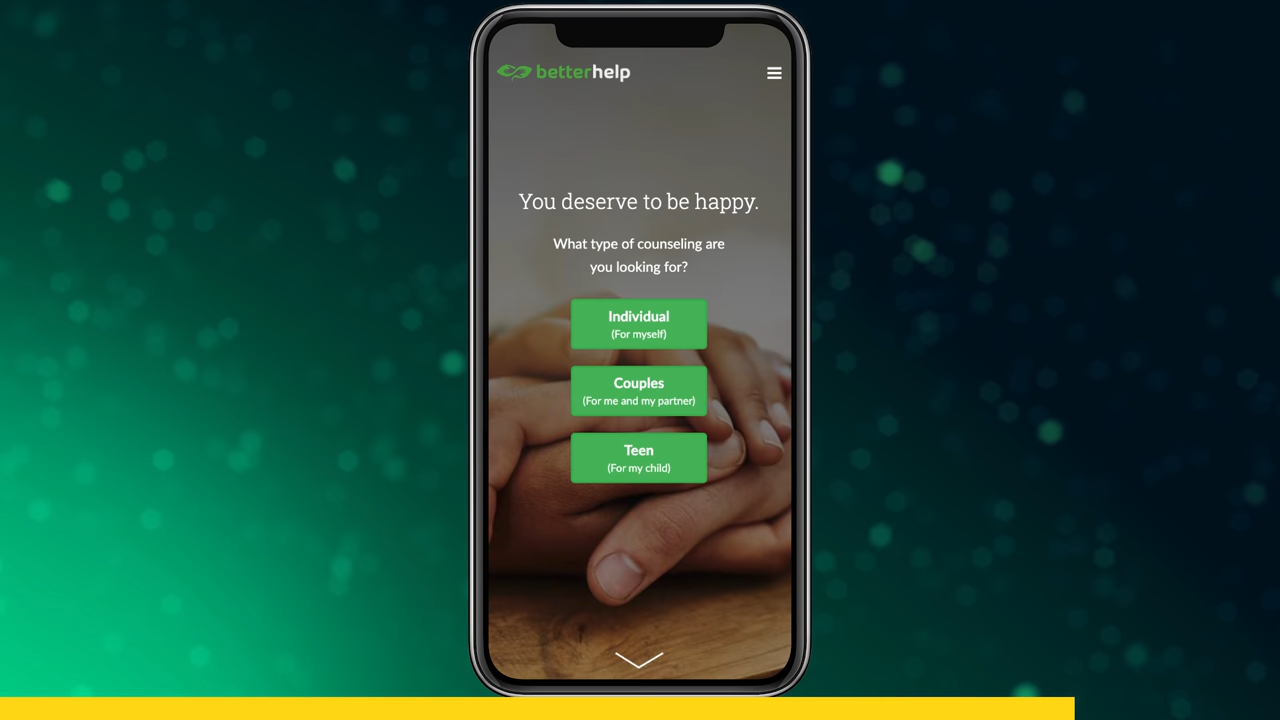 betterhelp
You deserve to be happy.
What type of counseling are
you looking for?
Individual
(For myself)
Couples
(For me and my partner)
Teen
(For my child)